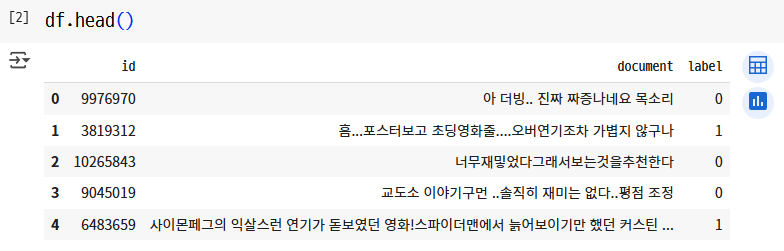 [2] df.head()
id document label
0 9976970 아 더빙.. 진짜 짜증나네요 목소리 0
1 3819312 흠...포스터보고 초딩영화줄....오버연기조차 가볍지 않구나 1
2 10265843 너무재밓었다그래서보는것을추천한다 0
3 9045019 교도소 이야기구먼 ..솔직히 재미는 없다..평점 조정 0
4 6483659 사이몬페그의 익살스런 연기가 돋보였던 영화!스파이더맨에서 늙어보이기만 했던 커스틴 ... 1